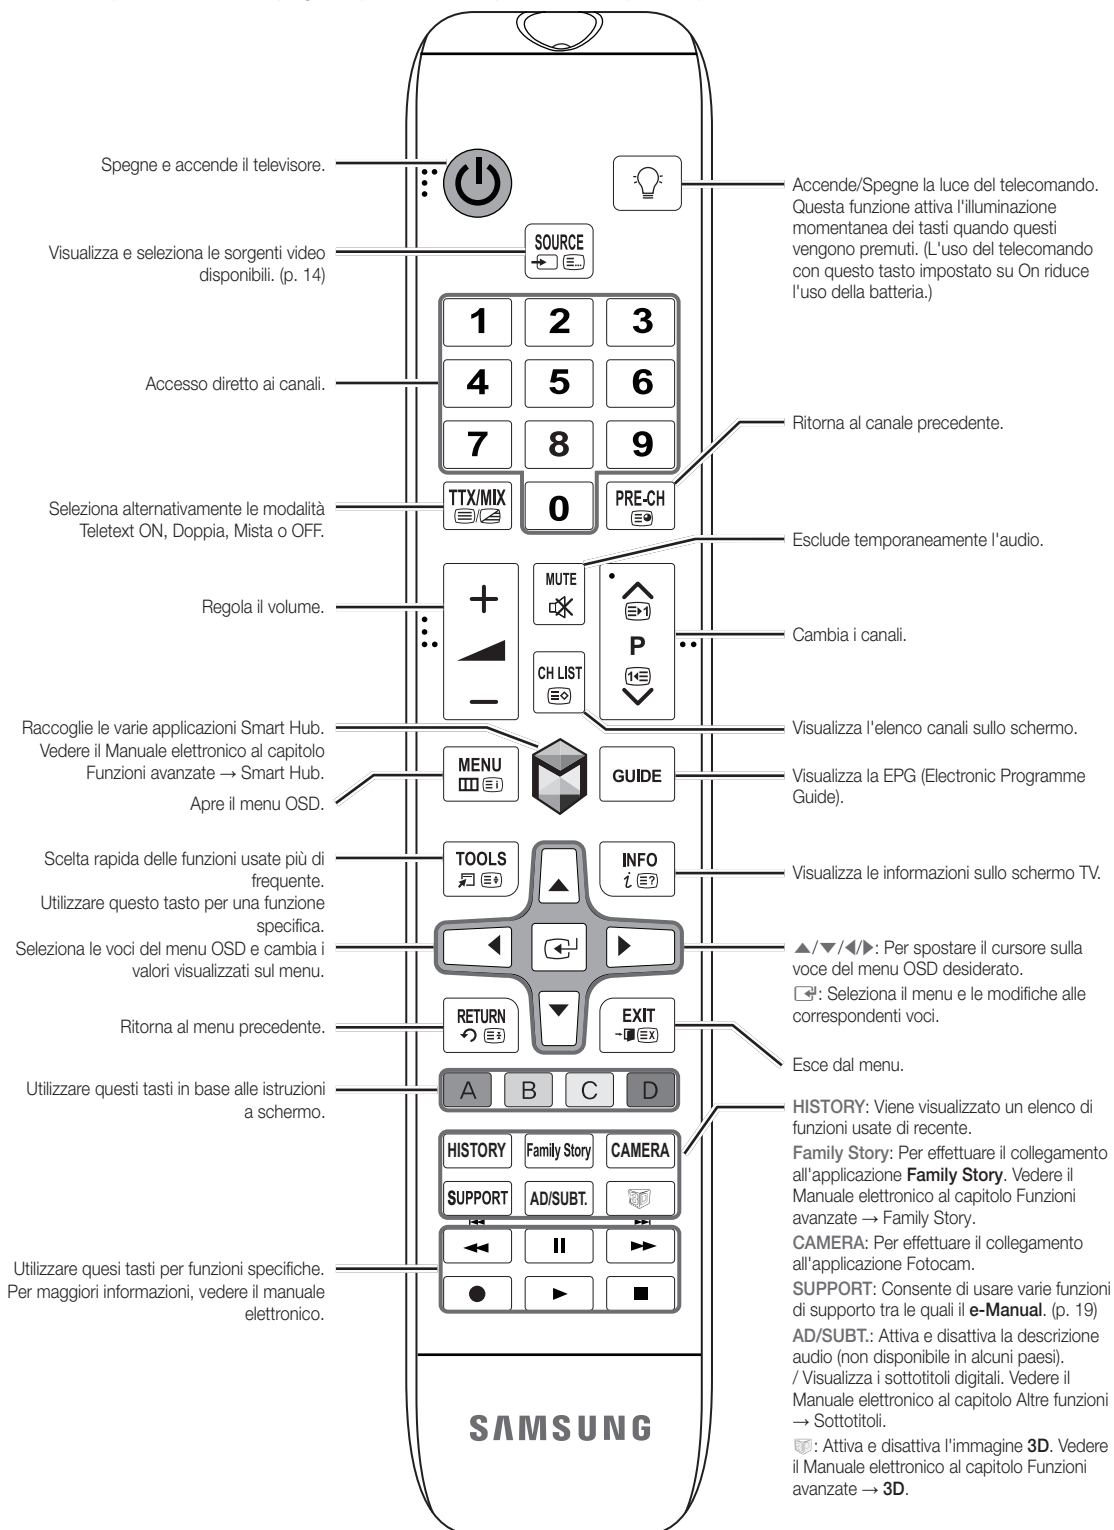 Spegne e accende il televisore.
Visualizza e seleziona le sorgenti video
disponibili. (p. 14)
Accesso diretto ai canali.
Seleziona alternativamente le modalità
Teletext ON, Doppia, Mista o OFF.
Regola il volume.
Raccoglie le varie applicazioni Smart Hub.
Vedere il Manuale elettronico al capitolo
Funzioni avanzate → Smart Hub.
Apre il menu OSD.
Scelta rapida delle funzioni usate più di
frequente.
Utilizzare questo tasto per una funzione
specifica.
Seleziona le voci del menu OSD e cambia i
valori visualizzati sul menu.
Ritorna al menu precedente.
Utilizzare questi tasti in base alle istruzioni
a schermo.
Utilizzare quesi tasti per funzioni specifiche.
Per maggiori informazioni, vedere il manuale
elettronico.
SOURCE
1 2 3
4 5 6
7 8 9
TTX/MIX 0 PRE-CH
MUTE
P
CH LIST
MENU GUIDE
TOOLS INFO
RETURN EXIT
A B C D
HISTORY Family Story CAMERA
SUPPORT AD/SUBT.
SAMSUNG
Accende/Spegne la luce del telecomando.
Questa funzione attiva l'illuminazione
momentanea dei tasti quando questi
vengono premuti. (L'uso del telecomando
con questo tasto impostato su On riduce
l'uso della batteria.)
Ritorna al canale precedente.
Esclude temporaneamente l'audio.
Cambia i canali.
Visualizza l'elenco canali sullo schermo.
Visualizza la EPG (Electronic Programme
Guide).
Visualizza le informazioni sullo schermo TV.
▲/▼/◀/▶: Per spostare il cursore sulla
voce del menu OSD desiderato.
: Seleziona il menu e le modifiche alle
correspondenti voci.
Esce dal menu.
HISTORY: Viene visualizzato un elenco di
funzioni usate di recente.
Family Story: Per effettuare il collegamento
all'applicazione Family Story. Vedere il
Manuale elettronico al capitolo Funzioni
avanzate → Family Story.
CAMERA: Per effettuare il collegamento
all'applicazione Fotocam.
SUPPORT: Consente di usare varie funzioni
di supporto tra le quali il e-Manual. (p. 19)
AD/SUBT.: Attiva e disattiva la descrizione
audio (non disponibile in alcuni paesi).
/ Visualizza i sottotitoli digitali. Vedere il
Manuale elettronico al capitolo Altre funzioni
→ Sottotitoli.
: Attiva e disattiva l'immagine 3D. Vedere
il Manuale elettronico al capitolo Funzioni
avanzate → 3D.